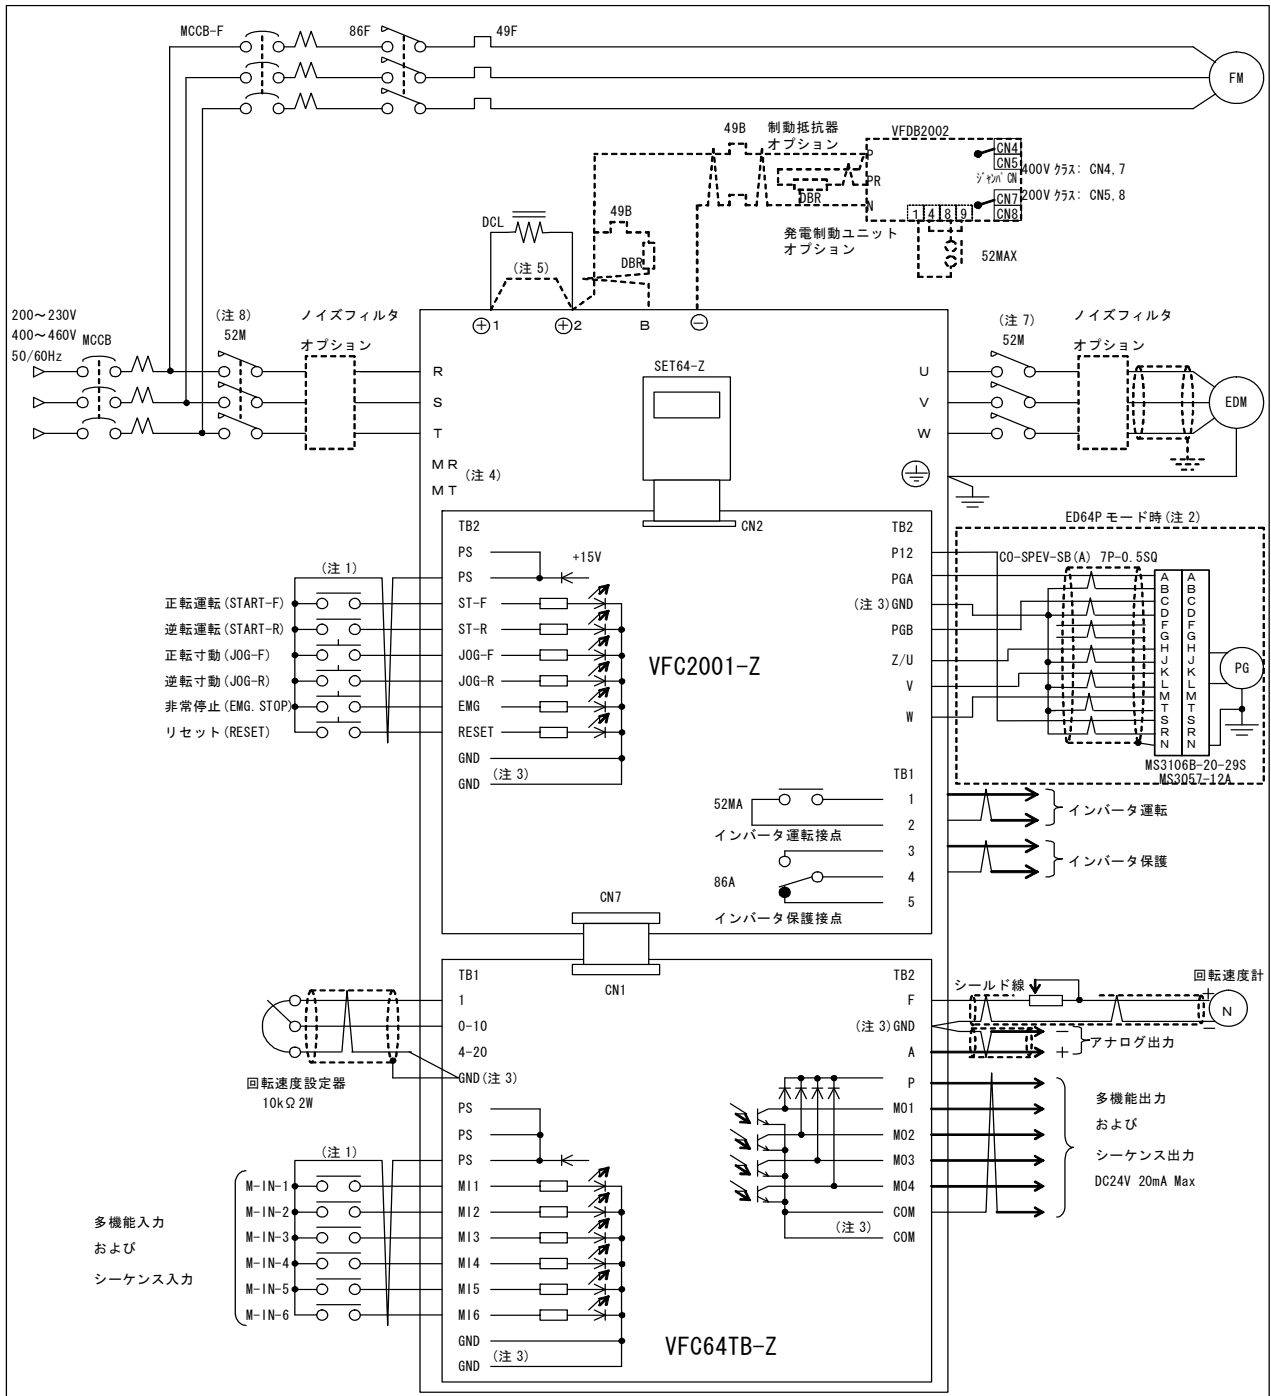 MCCB-F
86F
49F
FM
49B
制動抵抗器
オプション
VFDB2002
P
PR
N
DBR
CN4
CN5
ｼﾞｬﾝﾊﾟ CN
CN7
CN8
400V ｸﾗｽ: CN4,7
200V ｸﾗｽ: CN5,8
1 4 8 9
発電制動ユニット
オプション
52MAX
DCL
(注 5)
49B
DBR
200～230V
400～460V
50/60Hz
MCCB
(注 8)
52M
ノイズフィルタ
オプション
⊕1
⊕2
B
⊖
SET64-Z
R
S
T
MR
MT
(注 4)
U
V
W
(注 7)
52M
ノイズフィルタ
オプション
EDM
CN2
TB2
PS
PS
+15V
ST-F
ST-R
JOG-F
JOG-R
EMG
RESET
GND
GND
(注 3)
(注 1)
正転運転(START-F)
逆転運転(START-R)
正転寸動(JOG-F)
逆転寸動(JOG-R)
非常停止(EMG. STOP)
リセット(RESET)
VFC2001-Z
TB2
P12
PGA
(注 3)GND
PGB
Z/U
V
W
ED64P モード時(注 2)
CO-SPEV-SB(A) 7P-0.5SQ
A A
B B
C C
D D
F F
G G
H H
J J
K K
L L
M M
T T
S S
R R
N N
PG
MS3106B-20-29S
MS3057-12A
TB1
1
2
3
4
5
52MA
インバータ運転接点
86A
インバータ保護接点
インバータ運転
インバータ保護
CN7
CN1
TB1
1
0-10
4-20
GND(注 3)
回転速度設定器
10kΩ 2W
PS
PS
PS
MI1
MI2
MI3
MI4
MI5
MI6
GND
GND
(注 3)
(注 1)
M-IN-1
M-IN-2
M-IN-3
M-IN-4
M-IN-5
M-IN-6
多機能入力
および
シーケンス入力
VFC64TB-Z
TB2
F
(注 3)GND
A
P
MO1
MO2
MO3
MO4
COM
COM
(注 3)
シールド線
回転速度計
+
N
−
−
+
アナログ出力
多機能出力
および
シーケンス出力
DC24V 20mA Max